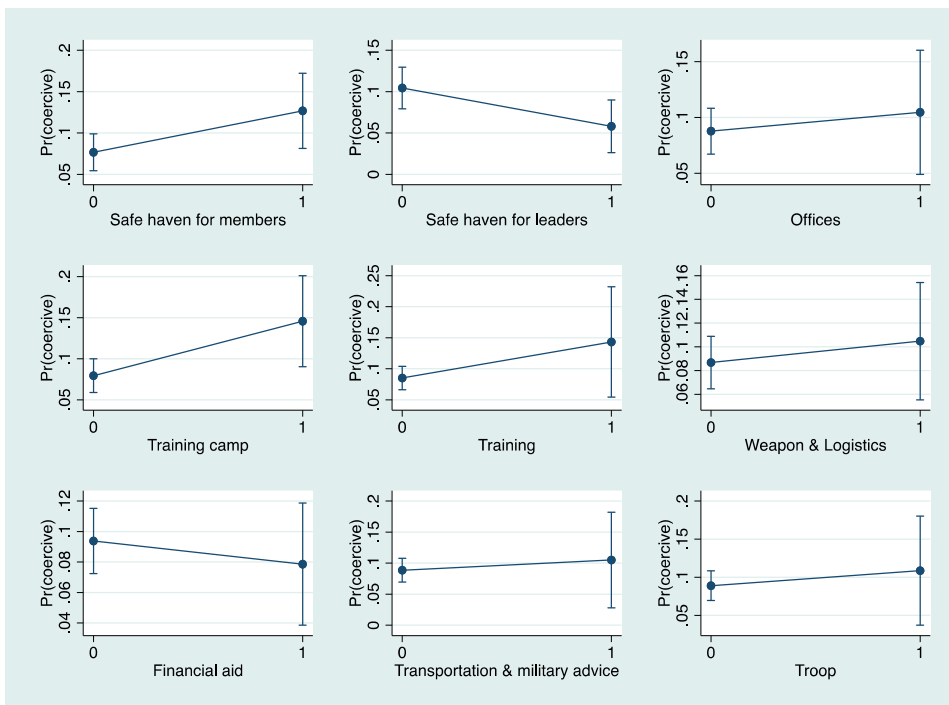 Pr(coercive)
.05 .1 .15 .2
0 1
Safe haven for members
Pr(coercive)
0 .05 .1 .15
0 1
Safe haven for leaders
Pr(coercive)
.05 .1 .15
0 1
Offices
Pr(coercive)
.05 .1 .15 .2
0 1
Training camp
Pr(coercive)
.05 .1 .15 .2 .25
0 1
Training
Pr(coercive)
.06 .08 .1 .12 .14 .16
0 1
Weapon & Logistics
Pr(coercive)
.04 .06 .08 .1 .12
0 1
Financial aid
Pr(coercive)
0 .05 .1 .15 .2
0 1
Transportation & military advice
Pr(coercive)
.05 .1 .15 .2
0 1
Troop